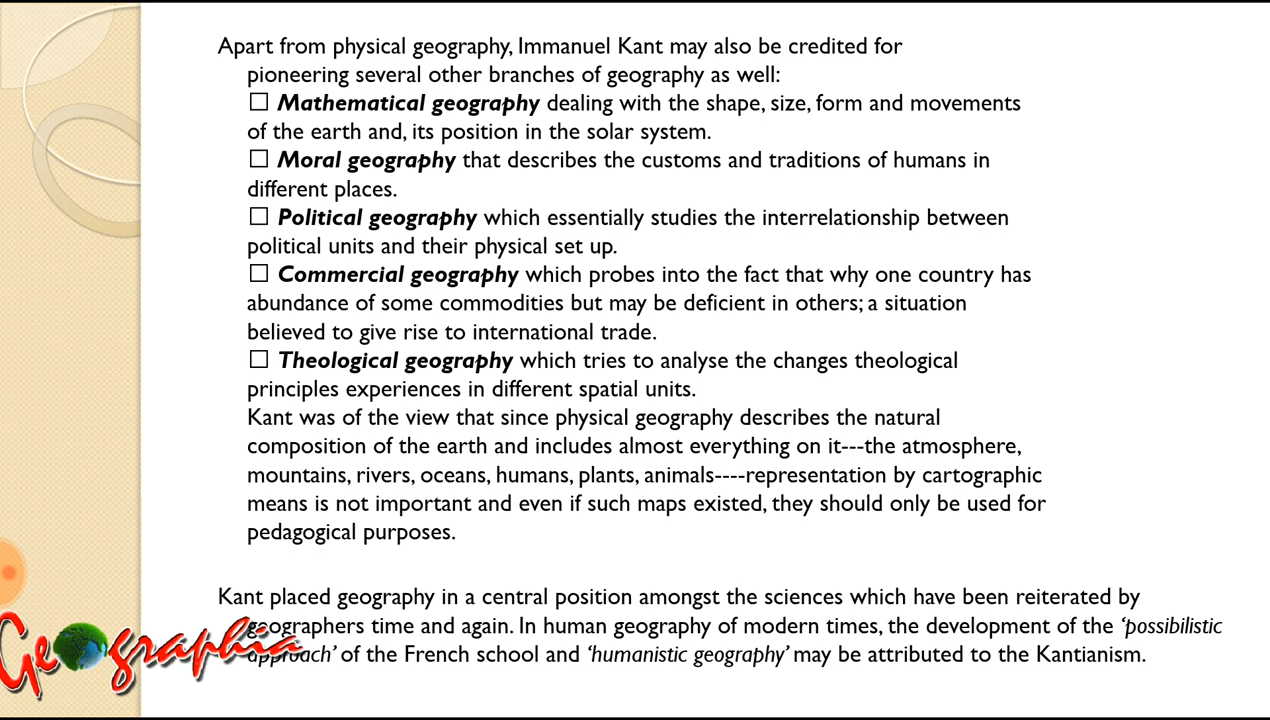 Apart from physical geography, Immanuel Kant may also be credited for
pioneering several other branches of geography as well:
☐ Mathematical geography dealing with the shape, size, form and movements
of the earth and, its position in the solar system.
☐ Moral geography that describes the customs and traditions of humans in
different places.
☐ Political geography which essentially studies the interrelationship between
political units and their physical set up.
☐ Commercial geography which probes into the fact that why one country has
abundance of some commodities but may be deficient in others; a situation
believed to give rise to international trade.
☐ Theological geography which tries to analyse the changes theological
principles experiences in different spatial units.
Kant was of the view that since physical geography describes the natural
composition of the earth and includes almost everything on it---the atmosphere,
mountains, rivers, oceans, humans, plants, animals----representation by cartographic
means is not important and even if such maps existed, they should only be used for
pedagogical purposes.
Kant placed geography in a central position amongst the sciences which have been reiterated by
geographers time and again. In human geography of modern times, the development of the ‘possibilistic
approach’ of the French school and ‘humanistic geography’ may be attributed to the Kantianism.
Geographia